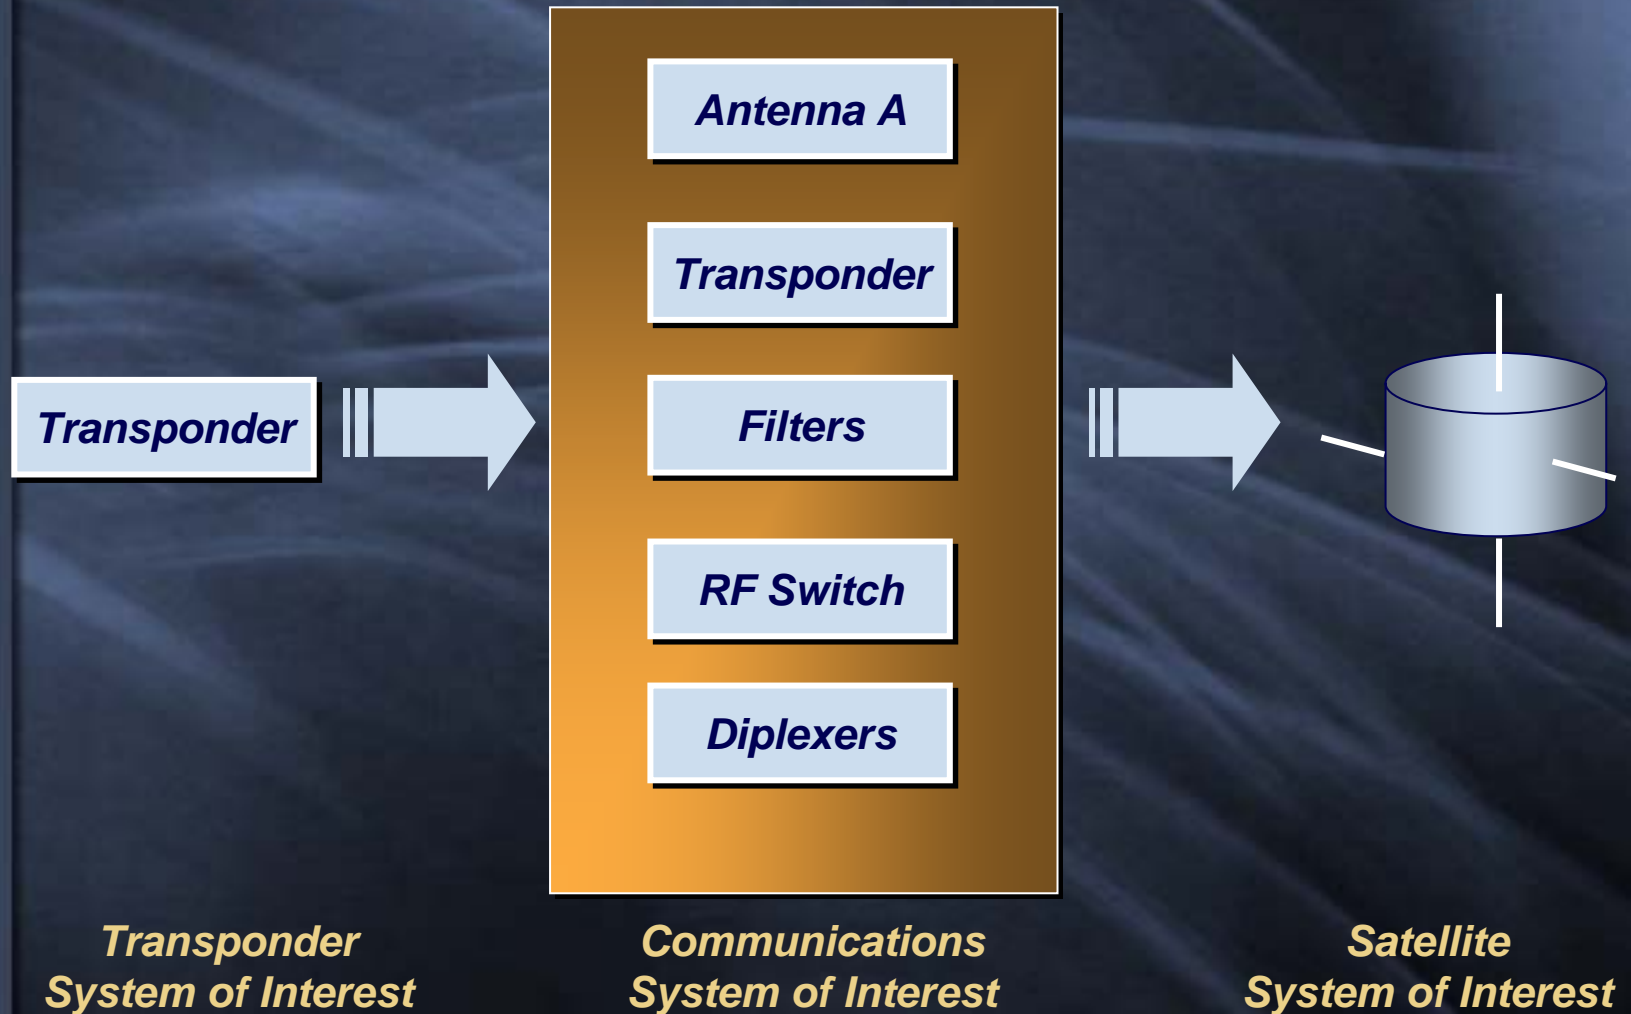 Antenna A
Transponder
Filters
RF Switch
Diplexers
Transponder
Transponder
System of Interest
Communications
System of Interest
Satellite
System of Interest